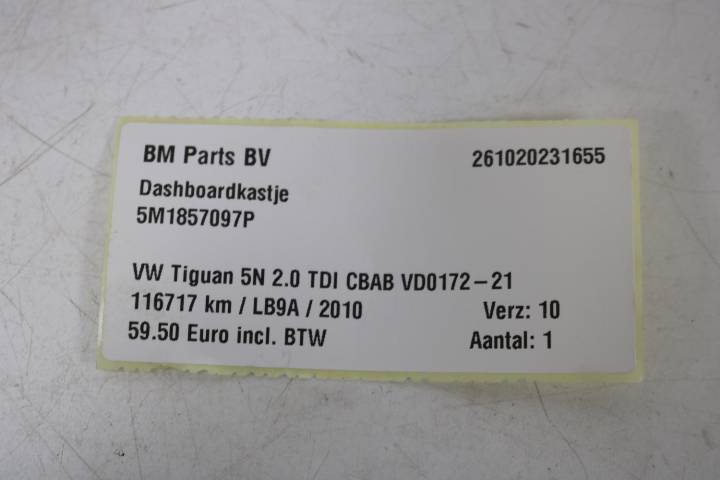 BM Parts BV 261020231655
Dashboardkastje
5M1857097P
VW Tiguan 5N 2.0 TDI CBAB VD0172-21
116717 km / LB9A / 2010 Verz: 10
59.50 Euro incl. BTW Aantal: 1